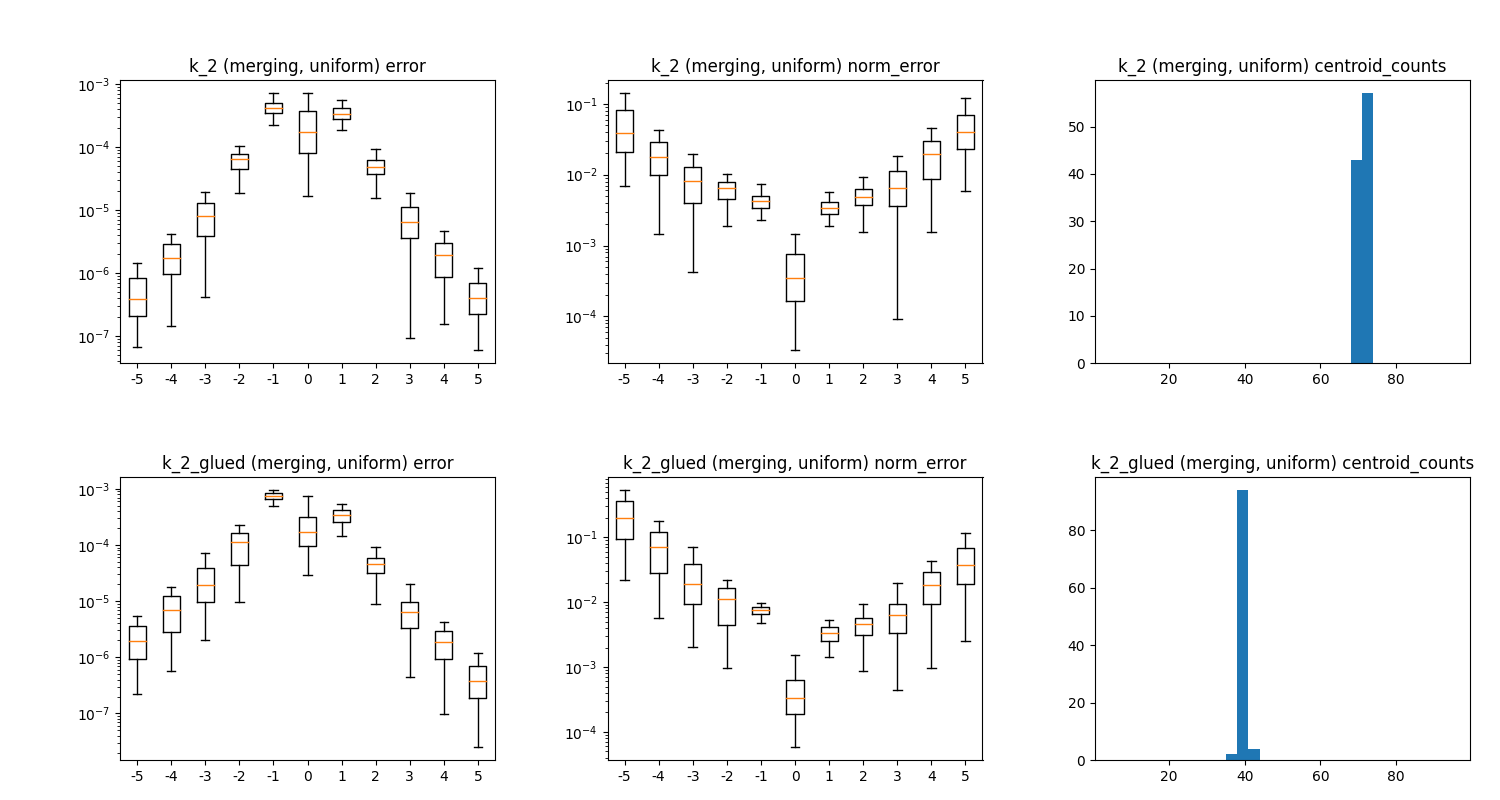 k_2 (merging, uniform) error
10⁻³
10⁻⁴
10⁻⁵
10⁻⁶
10⁻⁷
-5 -4 -3 -2 -1 0 1 2 3 4 5
k_2 (merging, uniform) norm_error
10⁻¹
10⁻²
10⁻³
10⁻⁴
-5 -4 -3 -2 -1 0 1 2 3 4 5
k_2 (merging, uniform) centroid_counts
50
40
30
20
10
0
20 40 60 80
k_2_glued (merging, uniform) error
10⁻³
10⁻⁴
10⁻⁵
10⁻⁶
10⁻⁷
-5 -4 -3 -2 -1 0 1 2 3 4 5
k_2_glued (merging, uniform) norm_error
10⁻¹
10⁻²
10⁻³
10⁻⁴
-5 -4 -3 -2 -1 0 1 2 3 4 5
k_2_glued (merging, uniform) centroid_counts
80
60
40
20
0
20 40 60 80